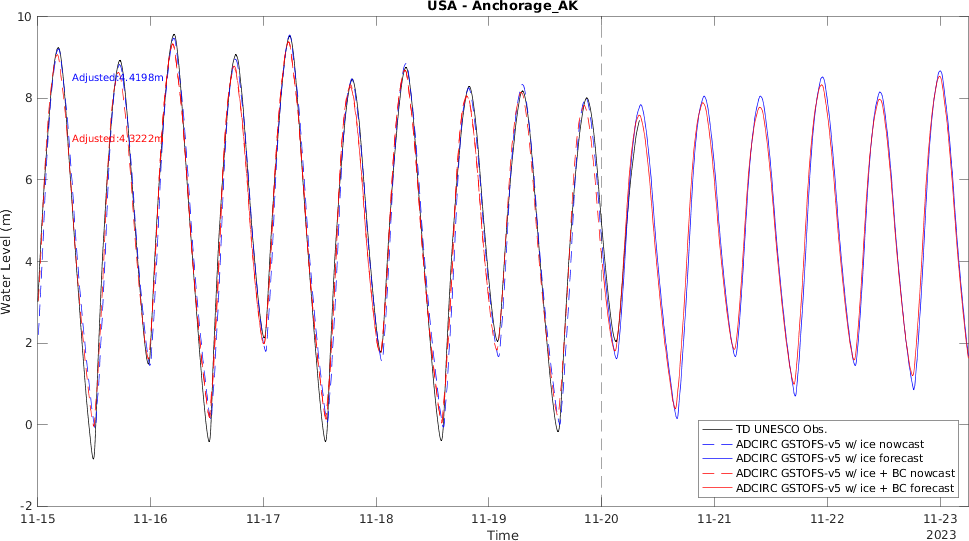 USA - Anchorage_AK
10
8
6
4
2
0
-2
Water Level (m)
Adjusted:4.4198m
Adjusted:4.3222m
TD UNESCO Obs.
ADCIRC GSTOFS-v5 w/ ice nowcast
ADCIRC GSTOFS-v5 w/ ice forecast
ADCIRC GSTOFS-v5 w/ ice + BC nowcast
ADCIRC GSTOFS-v5 w/ ice + BC forecast
11-15 11-16 11-17 11-18 11-19 11-20 11-21 11-22 11-23
Time
2023